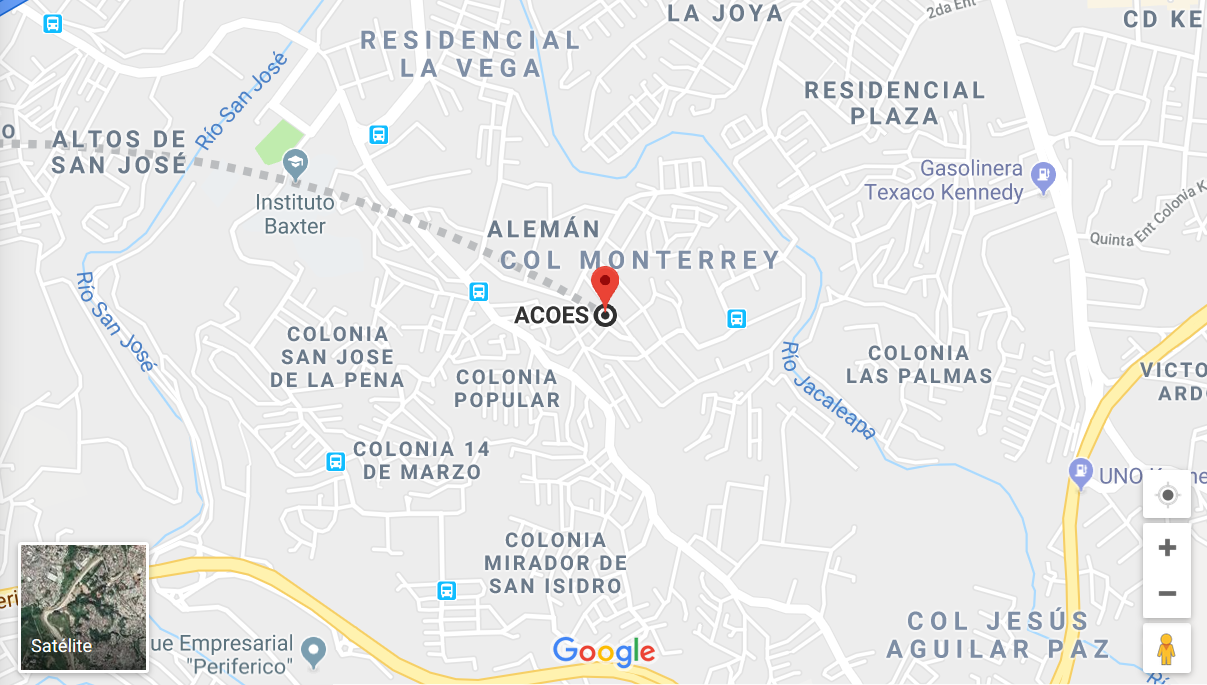 LA JOYA
2da Ent
CD KE
RESIDENCIAL
LA VEGA
Río San José
RESIDENCIAL
PLAZA
O
ALTOS DE
SAN JOSÉ
Gasolinera
Texaco Kennedy
Instituto
Baxter
Quinta Ent Colonia K
ALEMÁN
COL MONTERREY
ACOES
Río San José
COLONIA
SAN JOSE
DE LA PENA
COLONIA
POPULAR
Río Jacaleapa
COLONIA
LAS PALMAS
VICTO
ARD
COLONIA 14
DE MARZO
UNO
COLONIA
MIRADOR DE
SAN ISIDRO
Satélite
ue Empresarial
"Periferico"
Google
COL JESÚS
AGUILAR PAZ